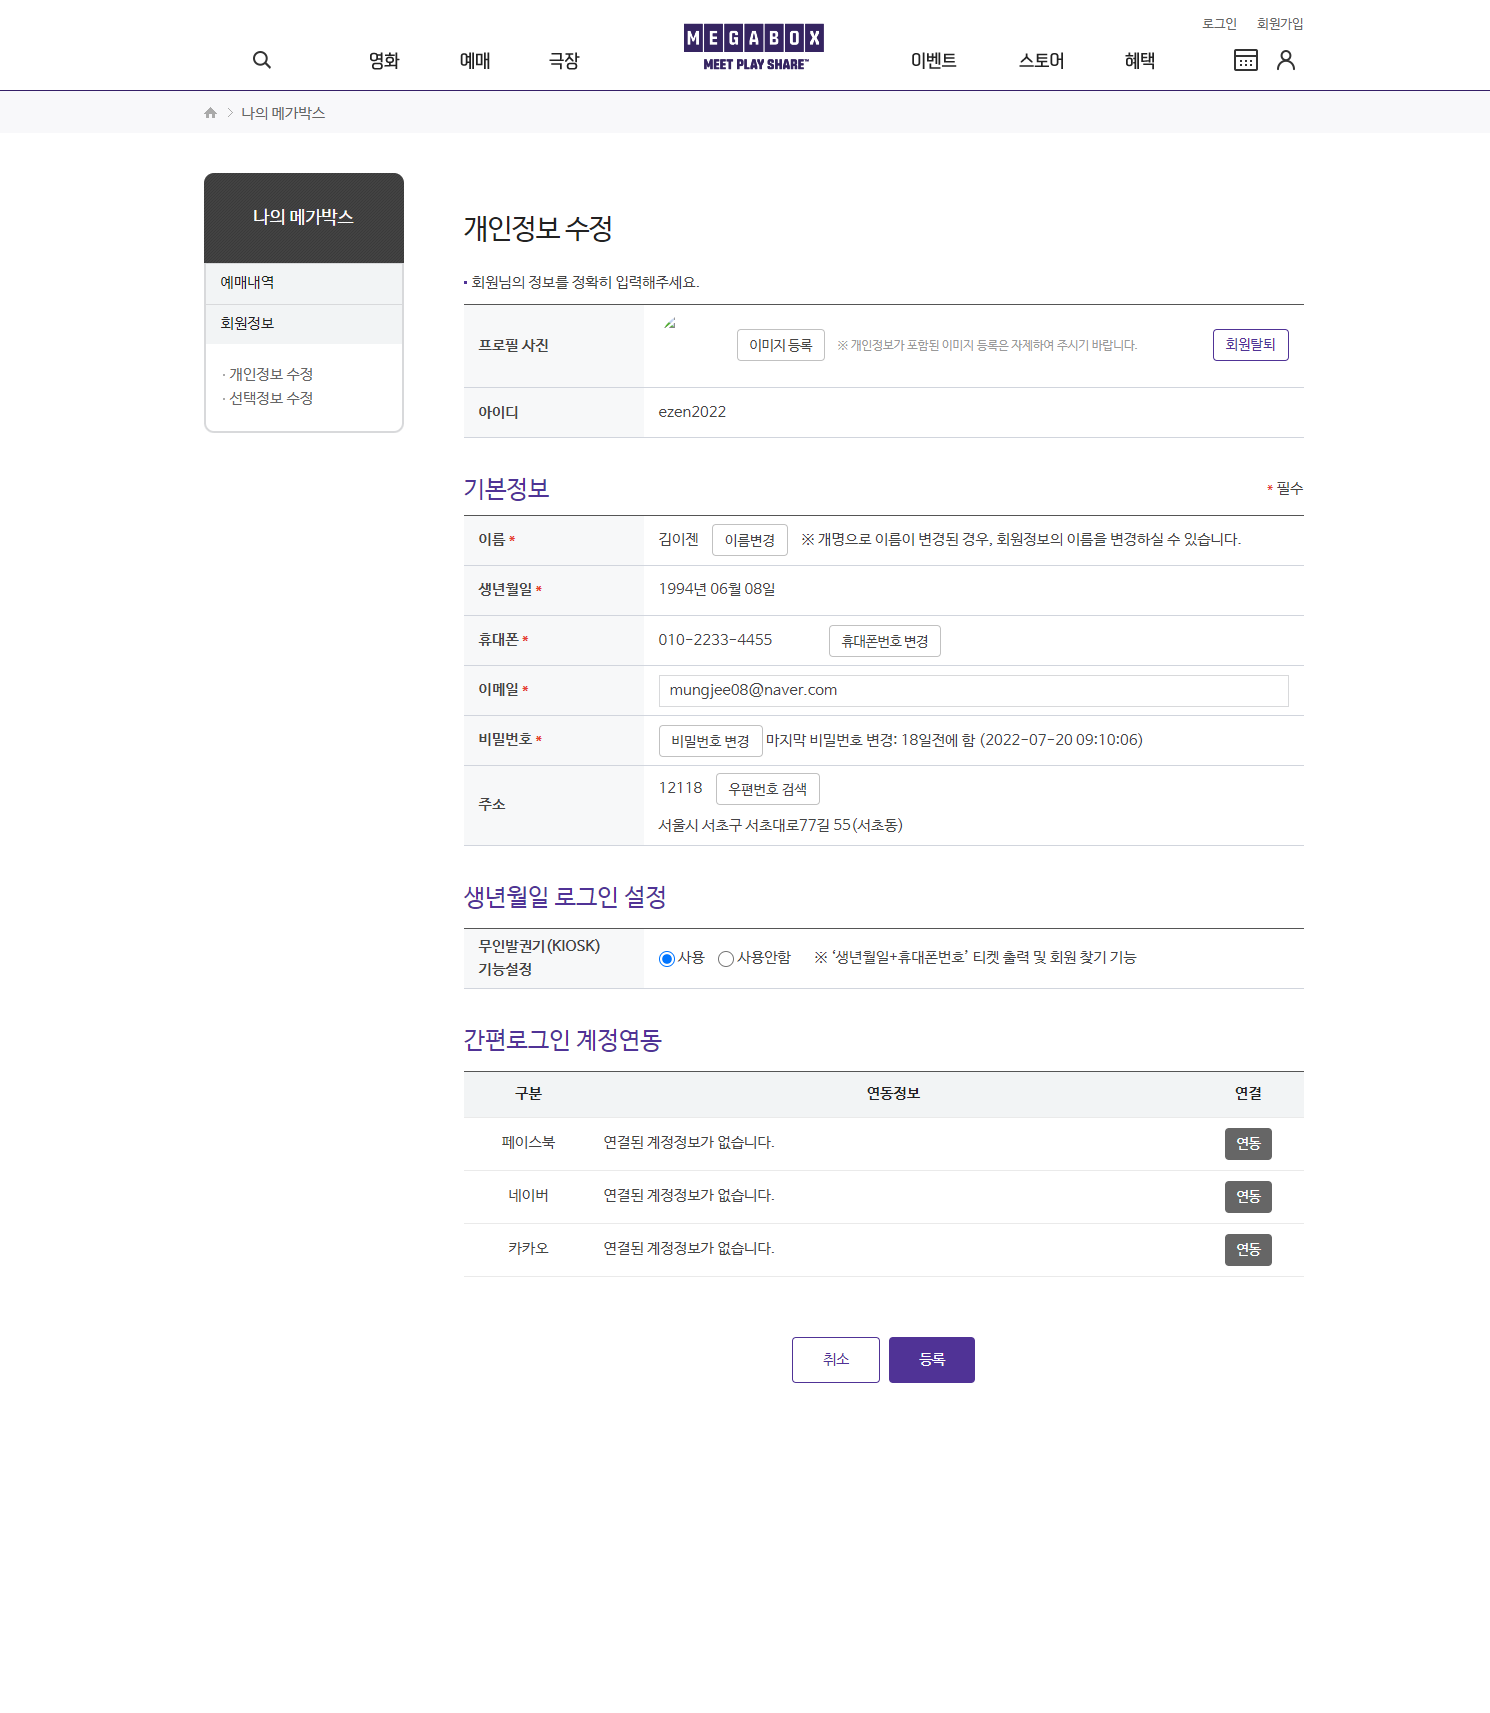 로그인 회원가입
영화 예매 극장 MEGABOX 이벤트 스토어 혜택
MEET PLAY SHARE™
나의 메가박스
나의 메가박스
예매내역
회원정보
· 개인정보 수정
· 선택정보 수정
개인정보 수정
▪ 회원님의 정보를 정확히 입력해주세요.
프로필 사진 이미지 등록 ※ 개인정보가 포함된 이미지 등록은 자제하여 주시기 바랍니다. 회원탈퇴
아이디 ezen2022
기본정보 * 필수
이름 * 김이젠 이름변경 ※ 개명으로 이름이 변경된 경우, 회원정보의 이름을 변경하실 수 있습니다.
생년월일 * 1994년 06월 08일
휴대폰 * 010-2233-4455 휴대폰번호 변경
이메일 * mungjee08@naver.com
비밀번호 * 비밀번호 변경 마지막 비밀번호 변경: 18일전에 함 (2022-07-20 09:10:06)
주소 12118 우편번호 검색
서울시 서초구 서초대로77길 55(서초동)
생년월일 로그인 설정
무인발권기(KIOSK)
기능설정
사용 사용안함 ※ ‘생년월일+휴대폰번호’ 티켓 출력 및 회원 찾기 기능
간편로그인 계정연동
구분 연동정보 연결
페이스북 연결된 계정정보가 없습니다. 연동
네이버 연결된 계정정보가 없습니다. 연동
카카오 연결된 계정정보가 없습니다. 연동
취소 등록